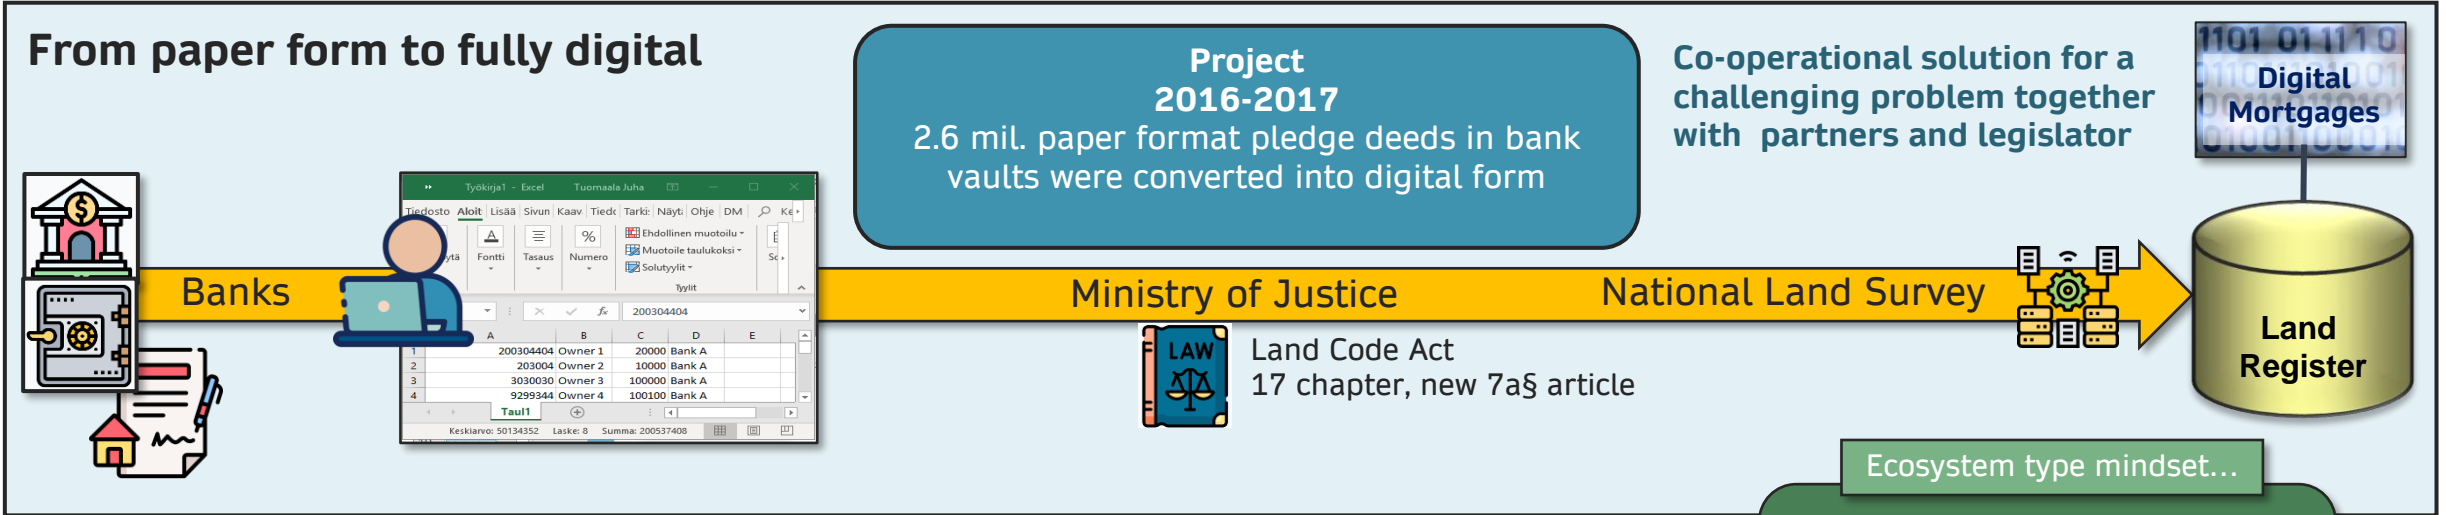 From paper form to fully digital
Project
2016-2017
2.6 mil. paper format pledge deeds in bank
vaults were converted into digital form
Co-operational solution for a
challenging problem together
with partners and legislator
Digital
Mortgages
Työkirja1 - Excel Tuomaala Juha
Tiedosto Aloit Lisää Sivun Kaav Tiedc Tarki: Näyt: Ohje DM
Ehdollinen muotoilu
Muotoile taulukoksi
Fontti Tasaus Numero
Solutyylit
Tyylit
200304404
A B C D E
1 200304404 Owner 1 20000 Bank A
2 203004 Owner 2 10000 Bank A
3 3030030 Owner 3 100000 Bank A
4 9299344 Owner 4 100100 Bank A
Taul1
Keskiarvo: 50134352 Laske: 8 Summa: 200537408
Banks
Ministry of Justice
National Land Survey
LAW
Land Code Act
17 chapter, new 7a§ article
Land
Register
Ecosystem type mindset...